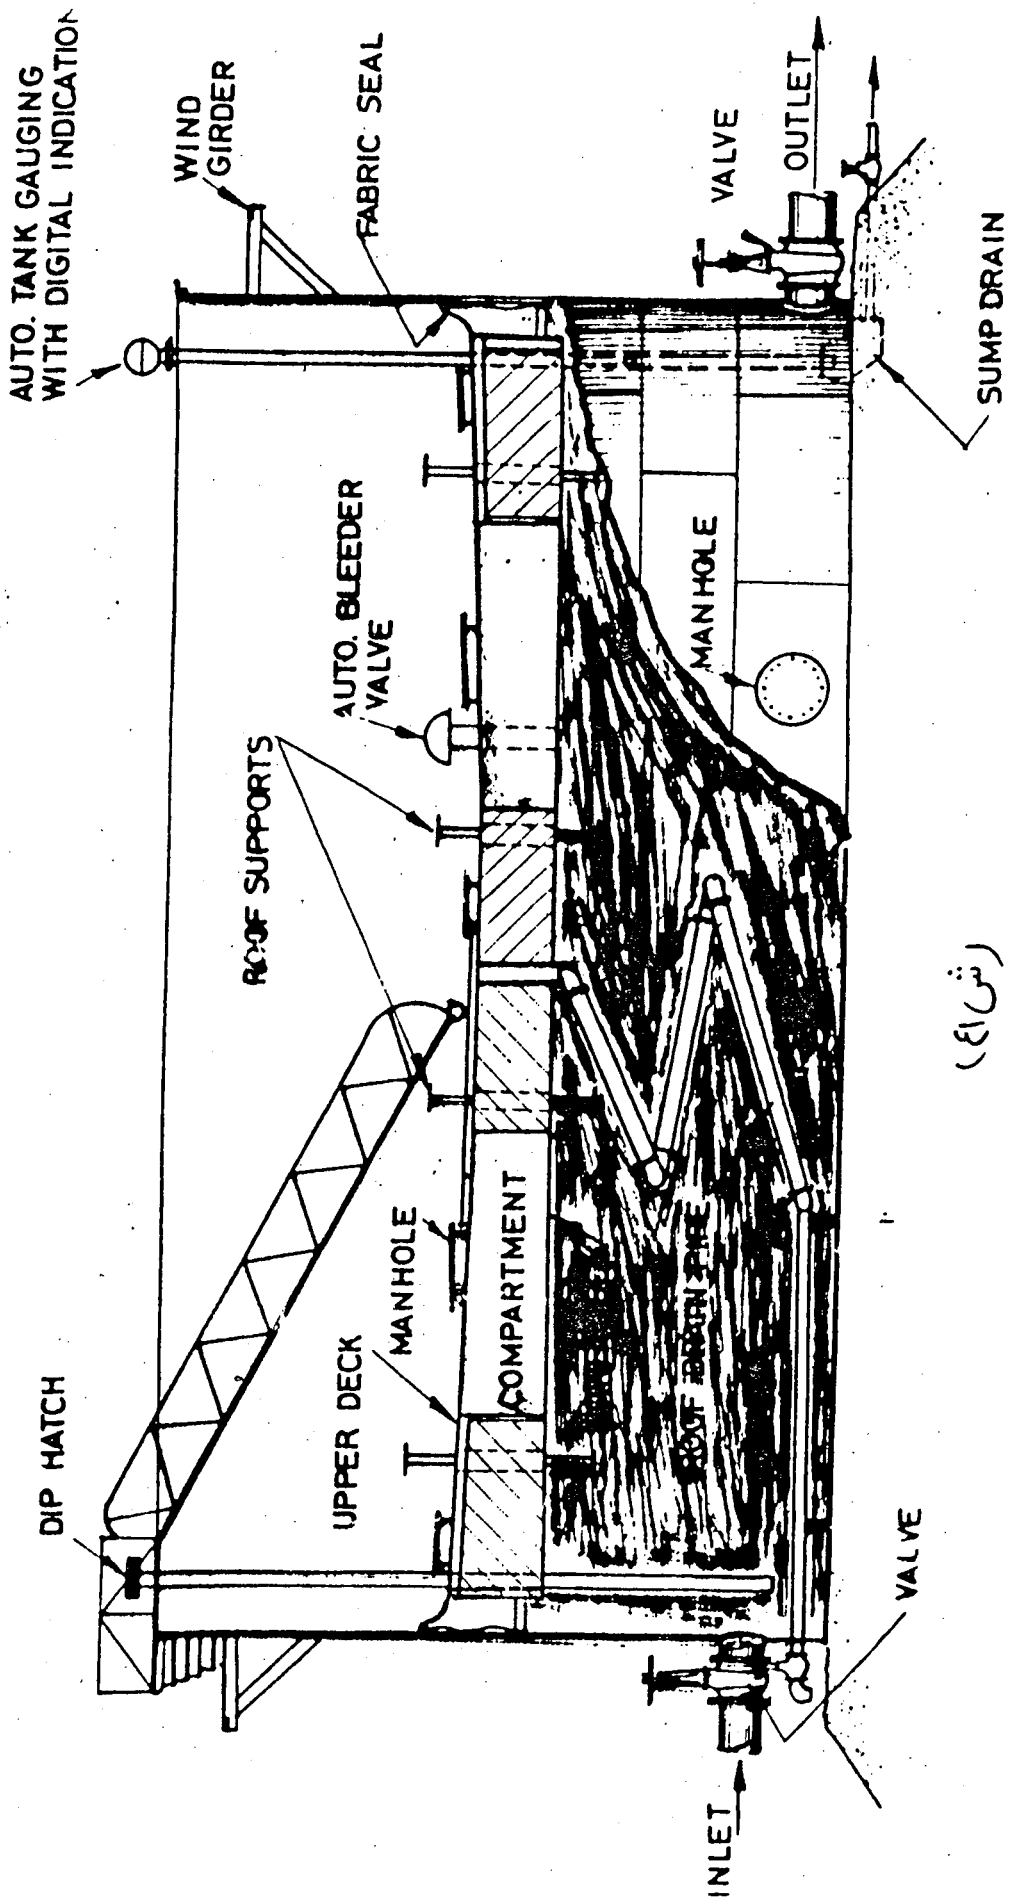 AUTO. TANK GAUGING
WITH DIGITAL INDICATION
DIP HATCH
WIND
GIRDER
ROOF SUPPORTS
AUTO. BLEEDER
VALVE
FABRIC SEAL
UPPER DECK
MANHOLE
COMPARTMENT
ROOF DRAIN PIPE
MANHOLE
VALVE
OUTLET
INLET
VALVE
SUMP DRAIN